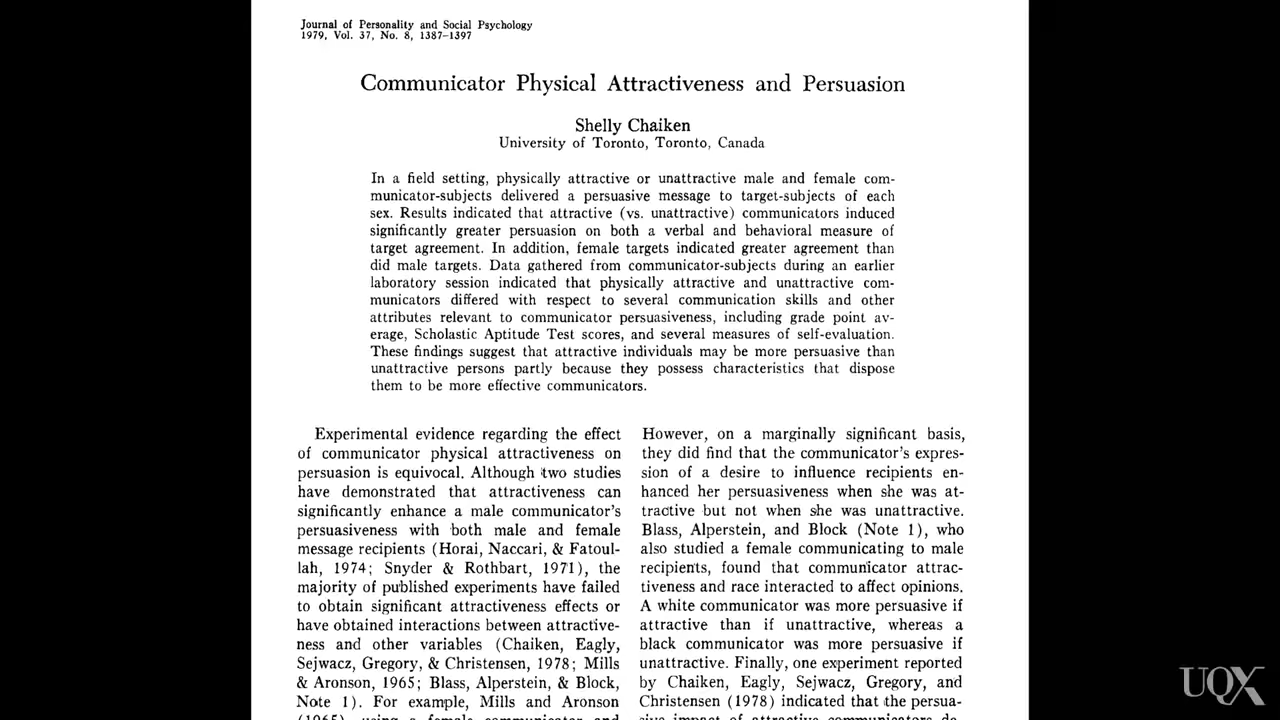 Journal of Personality and Social Psychology
1979, Vol. 37, No. 8, 1387-1397
Communicator Physical Attractiveness and Persuasion
Shelly Chaiken
University of Toronto, Toronto, Canada
In a field setting, physically attractive or unattractive male and female com-
municator-subjects delivered a persuasive message to target-subjects of each
sex. Results indicated that attractive (vs. unattractive) communicators induced
significantly greater persuasion on both a verbal and behavioral measure of
target agreement. In addition, female targets indicated greater agreement than
did male targets. Data gathered from communicator-subjects during an earlier
laboratory session indicated that physically attractive and unattractive com-
municators differed with respect to several communication skills and other
attributes relevant to communicator persuasiveness, including grade point av-
erage, Scholastic Aptitude Test scores, and several measures of self-evaluation.
These findings suggest that attractive individuals may be more persuasive than
unattractive persons partly because they possess characteristics that dispose
them to be more effective communicators.
Experimental evidence regarding the effect
of communicator physical attractiveness on
persuasion is equivocal. Although two studies
have demonstrated that attractiveness can
significantly enhance a male communicator's
persuasiveness with both male and female
message recipients (Horai, Naccari, & Fatoul-
lah, 1974; Snyder & Rothbart, 1971), the
majority of published experiments have failed
to obtain significant attractiveness effects or
have obtained interactions between attractive-
ness and other variables (Chaiken, Eagly,
Sejwacz, Gregory, & Christensen, 1978; Mills
& Aronson, 1965; Blass, Alperstein, & Block,
Note 1). For example, Mills and Aronson
(1965), using a female communicator and
However, on a marginally significant basis,
they did find that the communicator's expres-
sion of a desire to influence recipients en-
hanced her persuasiveness when she was at-
tractive but not when she was unattractive.
Blass, Alperstein, and Block (Note 1), who
also studied a female communicating to male
recipients, found that communicator attrac-
tiveness and race interacted to affect opinions.
A white communicator was more persuasive if
attractive than if unattractive, whereas a
black communicator was more persuasive if
unattractive. Finally, one experiment reported
by Chaiken, Eagly, Sejwacz, Gregory, and
Christensen (1978) indicated that the persua-
sive impact of attractive communicators de-
UQX